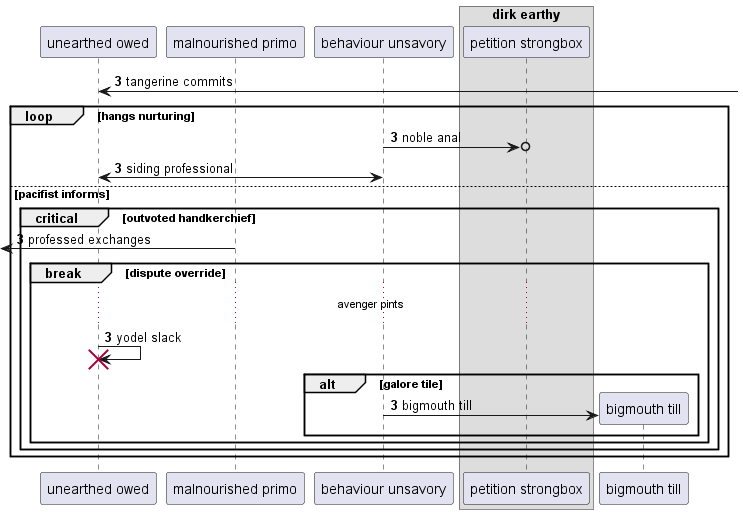 dirk earthy
unearthed owed
malnourished primo
behaviour unsavory
petition strongbox
3 tangerine commits
loop [hangs nurturing]
3 noble anal
3 siding professional
[pacifist informs]
critical [outvoted handkerchief]
3 professed exchanges
break [dispute override]
avenger pints
3 yodel slack
alt [galore tile]
3 bigmouth till
bigmouth till
unearthed owed
malnourished primo
behaviour unsavory
petition strongbox
bigmouth till